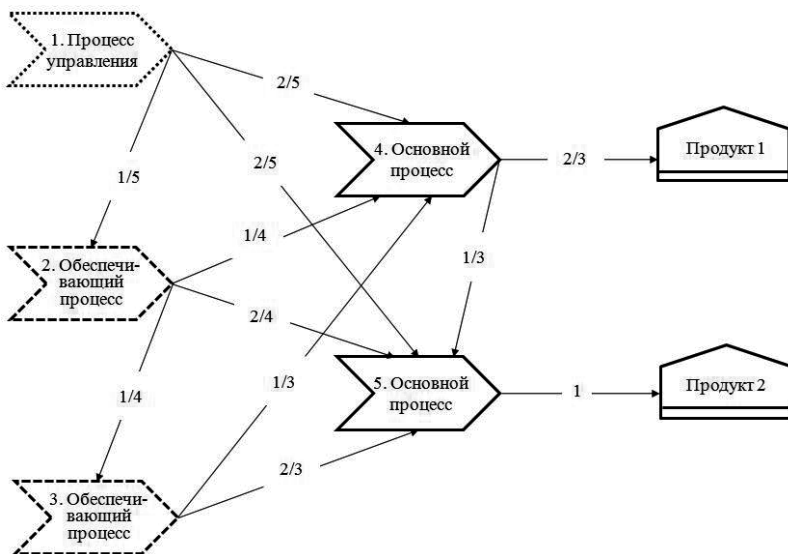 1. Процесс
управления
2/5
4. Основной
процесс
2/3
Продукт 1
2/5
1/5
1/4
1/3
2. Обеспечи-
вающий
процесс
2/4
1/3
5. Основной
процесс
1
Продукт 2
1/4
2/3
3. Обеспечи-
вающий
процесс